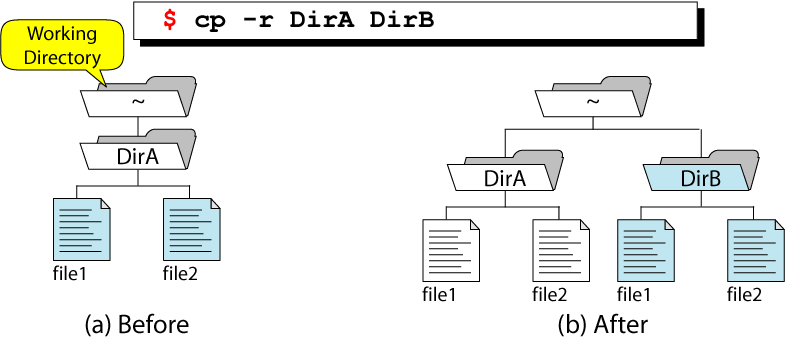 $ cp -r DirA DirB
Working
Directory
~
DirA
file1
file2
(a) Before
~
DirA
DirB
file1
file2
file1
file2
(b) After